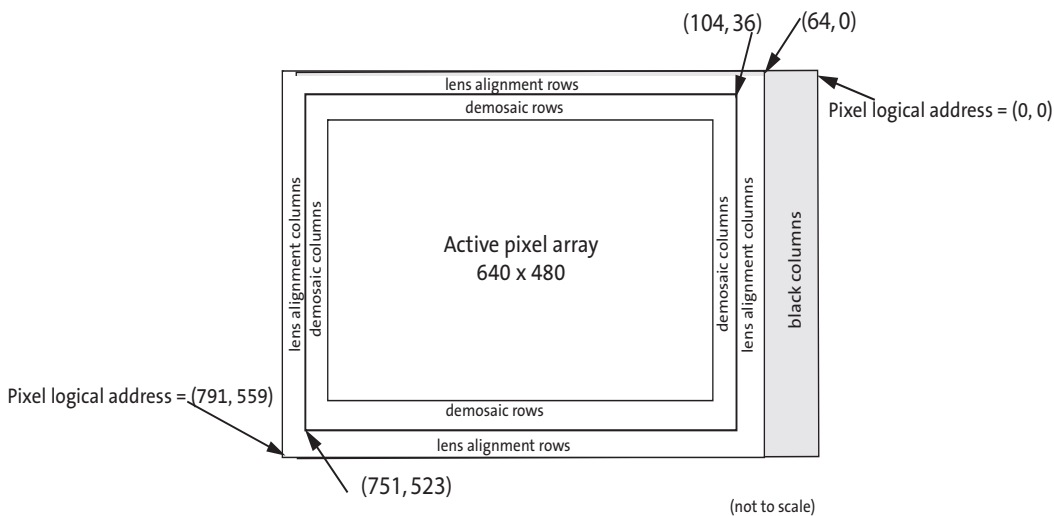 (104, 36)
(64, 0)
lens alignment rows
Pixel logical address = (0, 0)
demosaic rows
lens alignment columns
demosaic columns
Active pixel array
640 x 480
demosaic columns
lens alignment columns
black columns
Pixel logical address = (791, 559)
demosaic rows
lens alignment rows
(751, 523)
(not to scale)